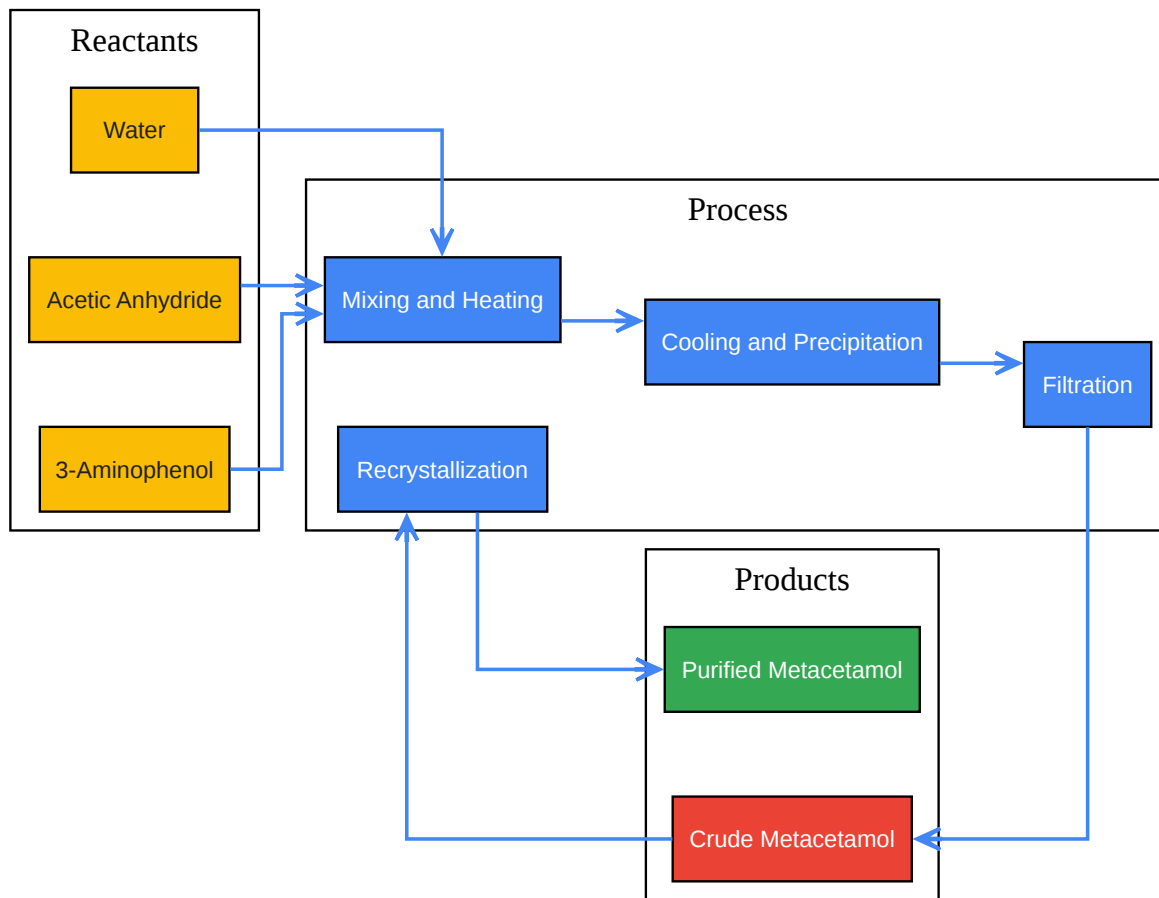 Reactants
Water
Acetic Anhydride
3-Aminophenol
Process
Mixing and Heating
Cooling and Precipitation
Filtration
Recrystallization
Products
Purified Metacetamol
Crude Metacetamol